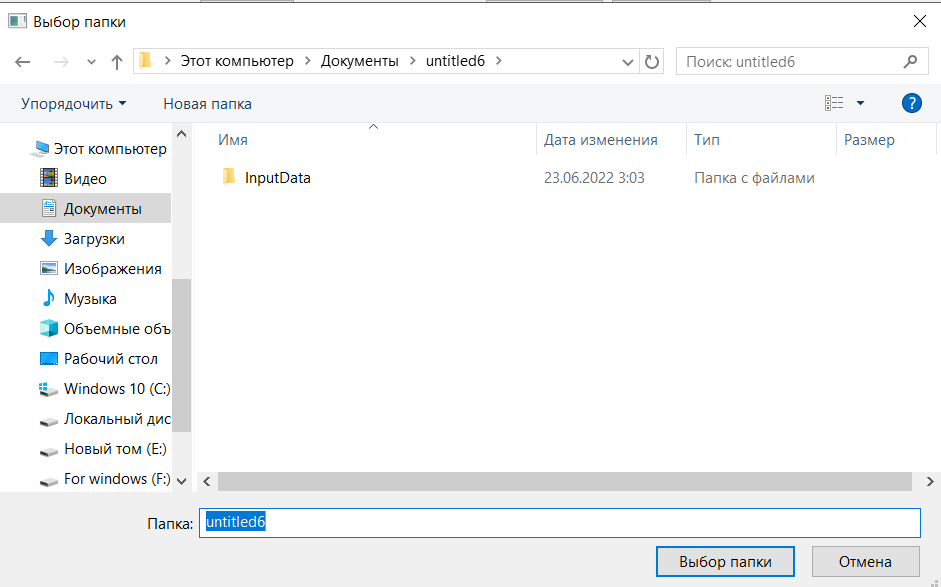 Выбор папки
Этот компьютер
Документы
untitled6
Поиск: untitled6
Упорядочить
Новая папка
?
Имя
Дата изменения
Тип
Размер
Этот компьютер
Видео
Документы
Загрузки
Изображения
Музыка
Объемные объ
Рабочий стол
Windows 10 (C:)
Локальный дис
Новый том (E:)
For windows (F:)
InputData
23.06.2022 3:03
Папка с файлами
Папка:
untitled6
Выбор папки
Отмена